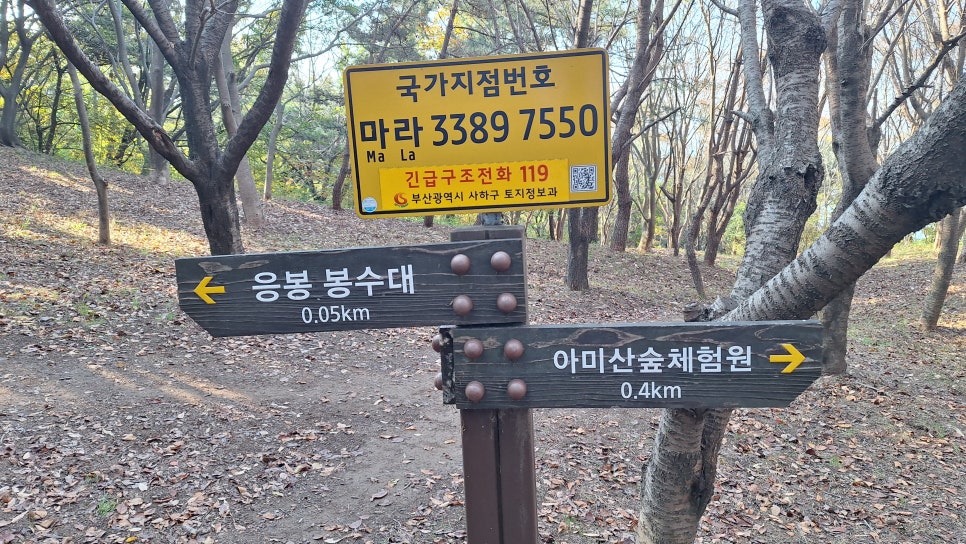 국가지점번호
마라 3389 7550
Ma La
긴급구조전화 119
부산광역시 사하구 토지정보과
응봉 봉수대
0.05km
아미산숲체험원
0.4km